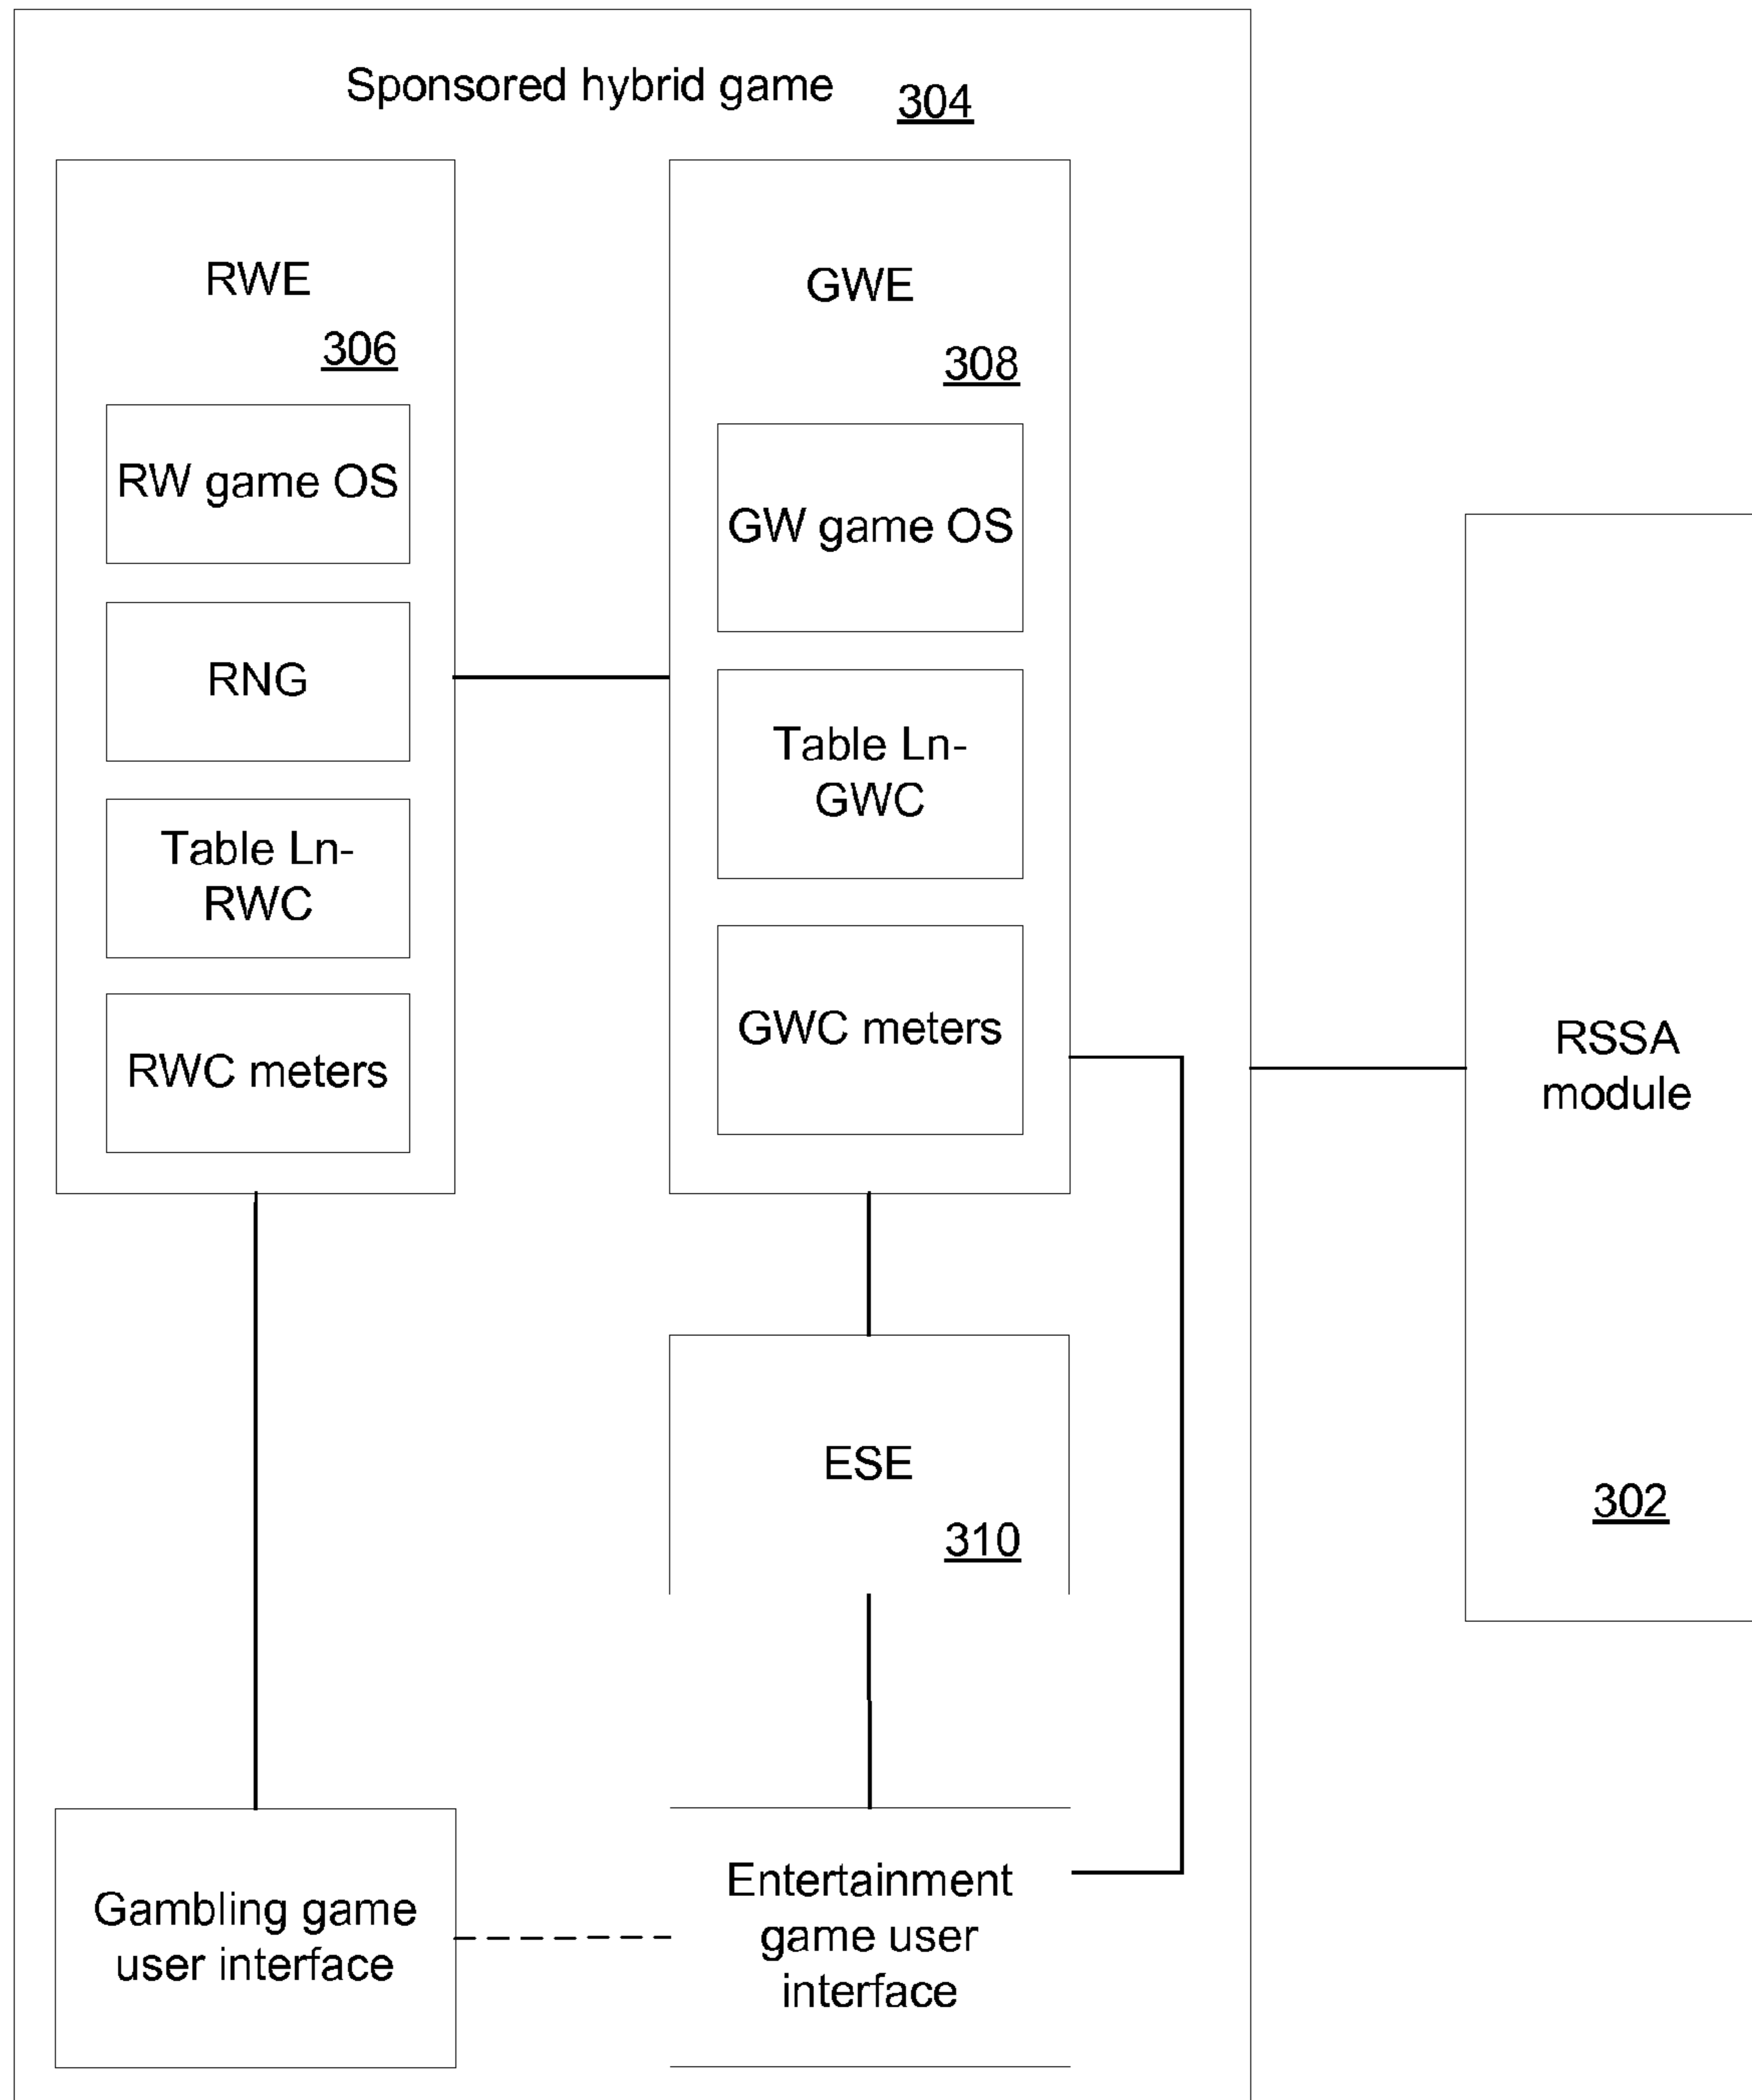 Sponsored hybrid game 304
RWE
306
RW game OS
RNG
Table Ln-
RWC
RWC meters
GWE
308
GW game OS
Table Ln-
GWC
GWC meters
ESE
310
Gambling game
user interface
Entertainment
game user
interface
RSSA
module
302